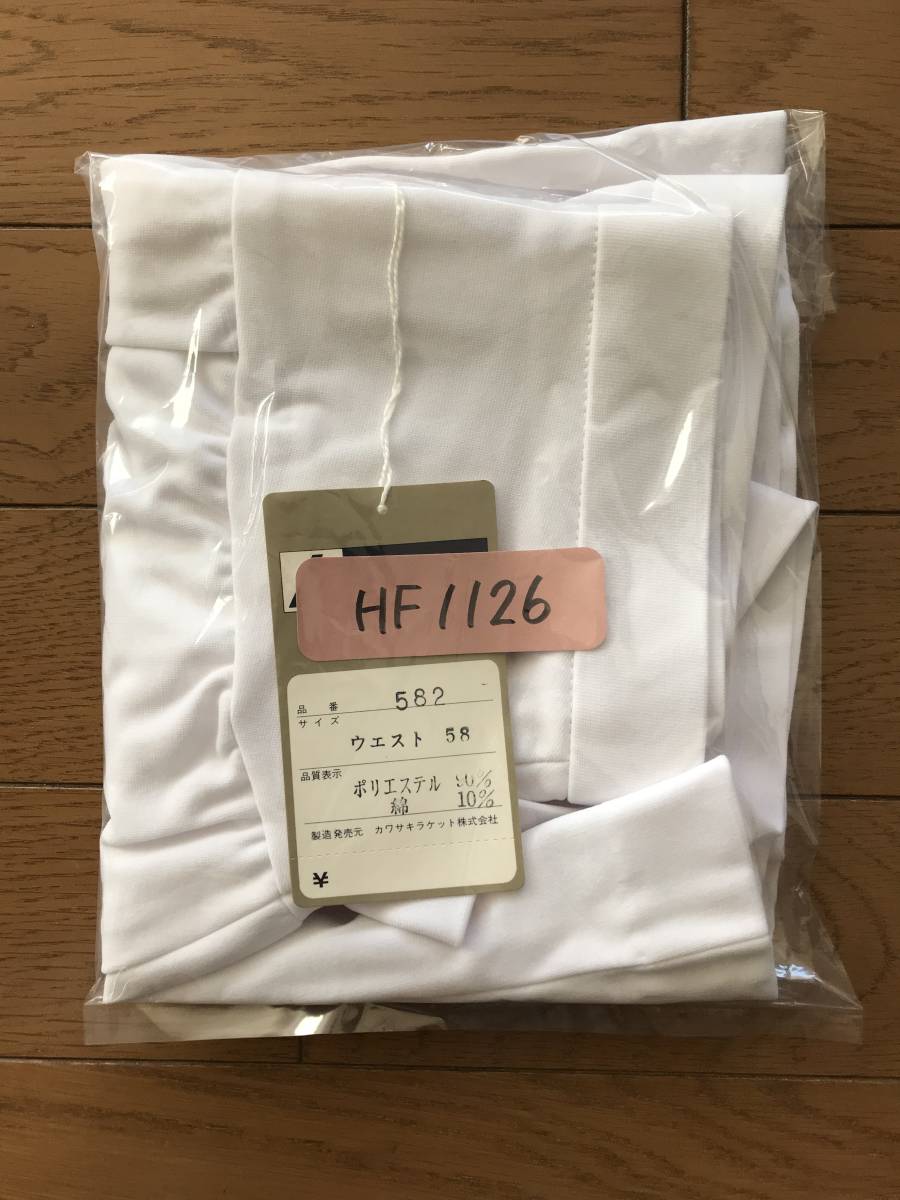 HF1126
品番 582
サイズ
ウエスト 58
品質表示
ポリエステル 90%
綿 10%
製造発売元 カワサキラケット株式会社
¥